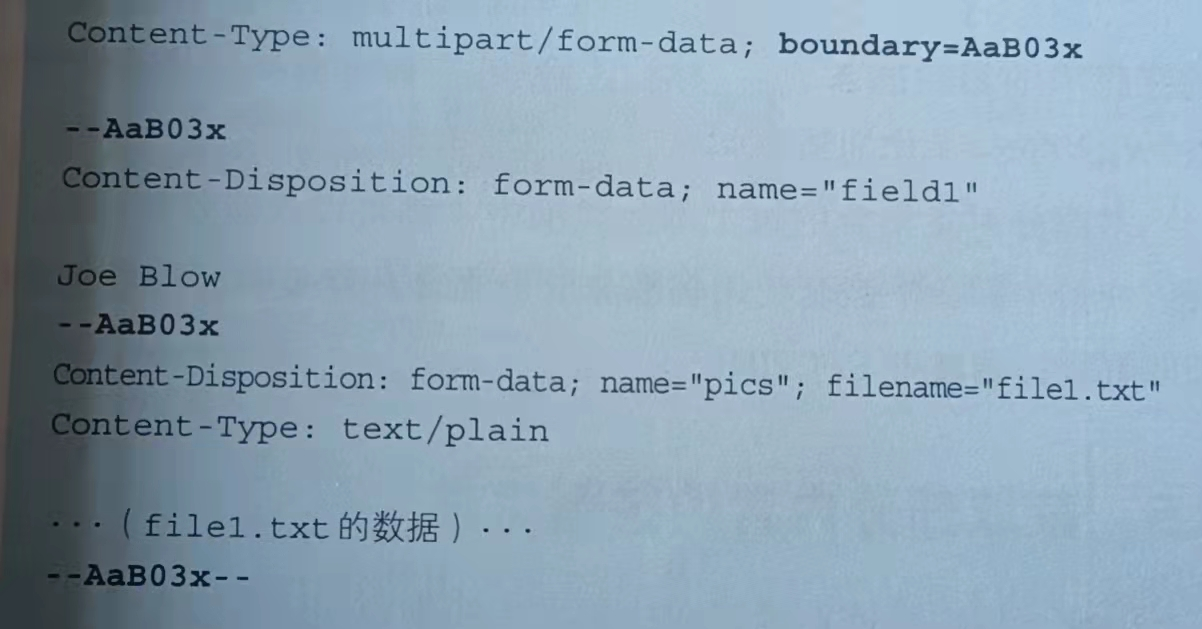 Content-Type: multipart/form-data; boundary=AaB03x
--AaB03x
Content-Disposition: form-data; name="field1"
Joe Blow
--AaB03x
Content-Disposition: form-data; name="pics"; filename="file1.txt"
Content-Type: text/plain
···(file1.txt的数据)···
--AaB03x--